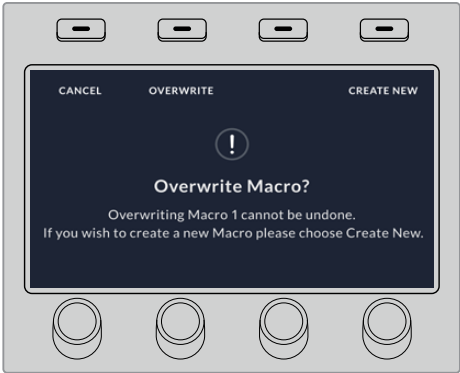 CANCEL OVERWRITE CREATE NEW
!
Overwrite Macro?
Overwriting Macro 1 cannot be undone.
If you wish to create a new Macro please choose Create New.